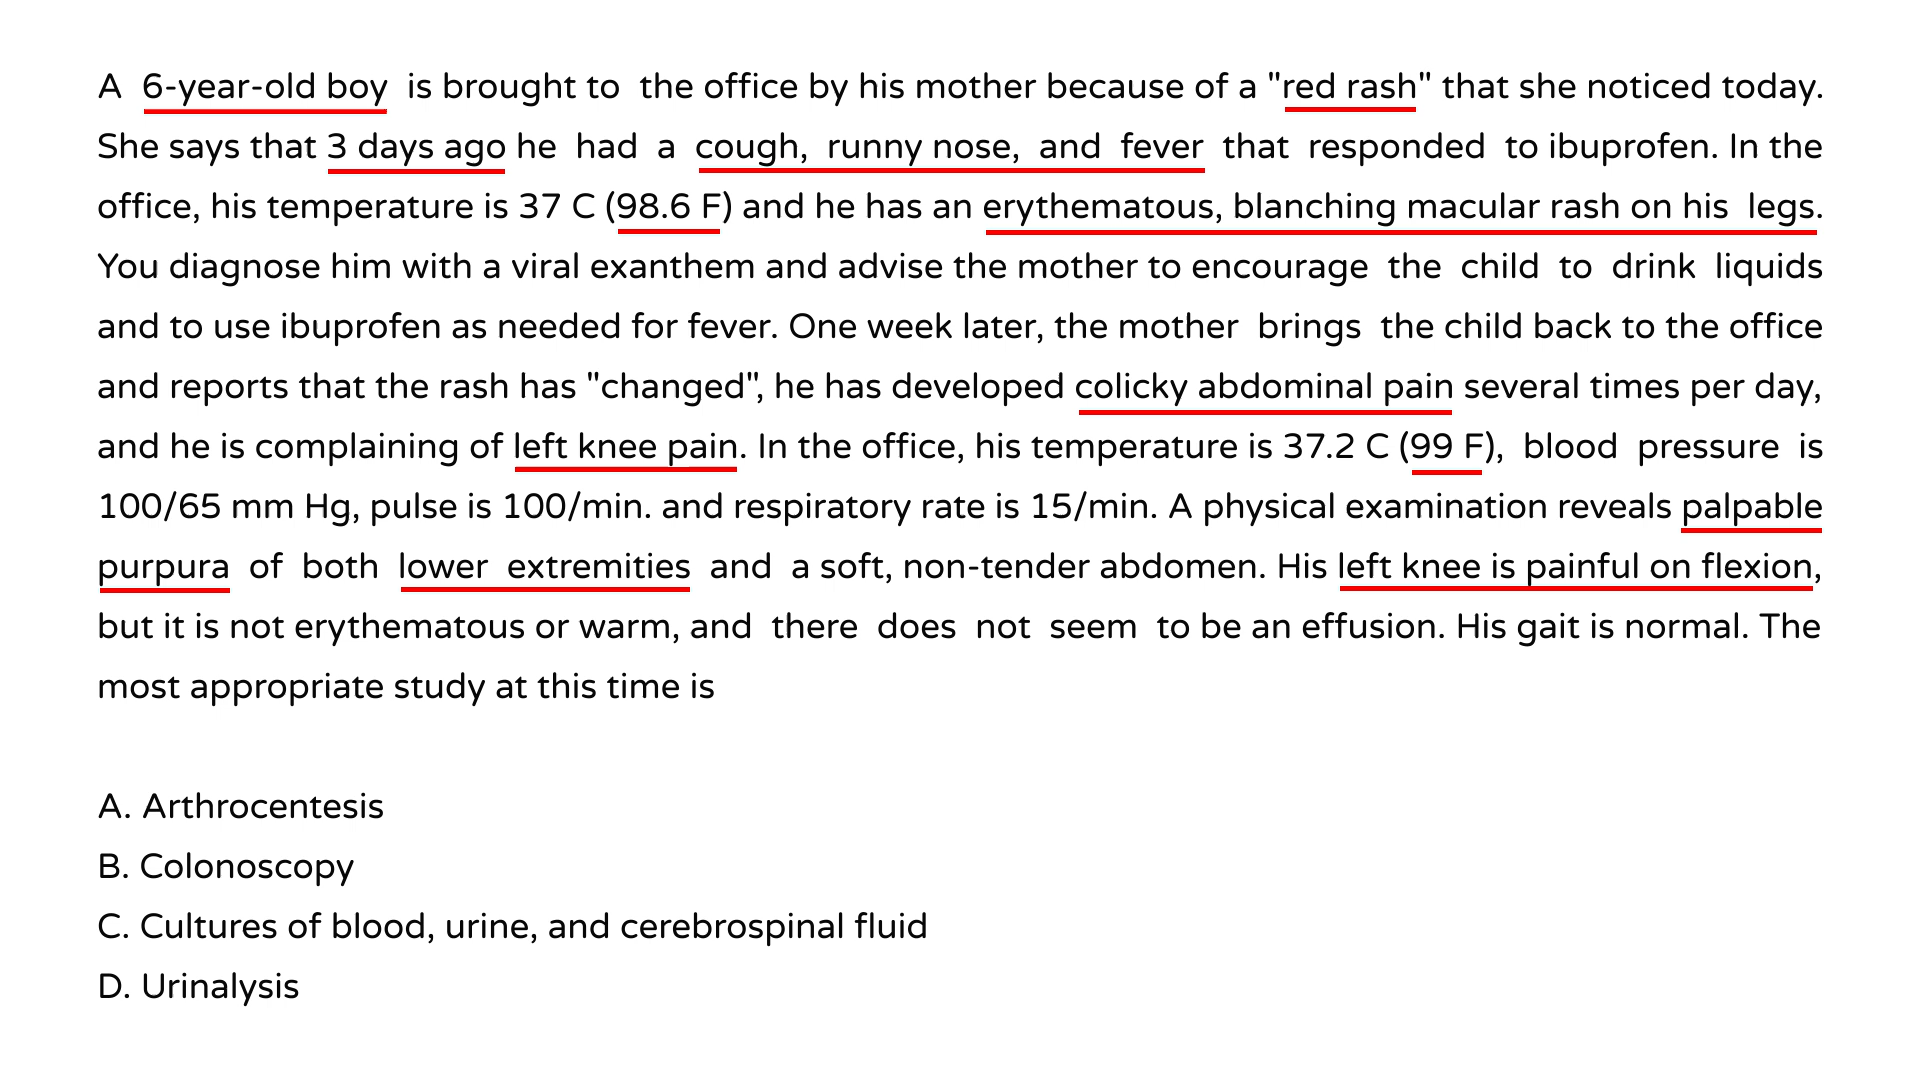 A 6-year-old boy is brought to the office by his mother because of a "red rash" that she noticed today.
She says that 3 days ago he had a cough, runny nose, and fever that responded to ibuprofen. In the
office, his temperature is 37 C (98.6 F) and he has an erythematous, blanching macular rash on his legs.
You diagnose him with a viral exanthem and advise the mother to encourage the child to drink liquids
and to use ibuprofen as needed for fever. One week later, the mother brings the child back to the office
and reports that the rash has "changed", he has developed colicky abdominal pain several times per day,
and he is complaining of left knee pain. In the office, his temperature is 37.2 C (99 F), blood pressure is
100/65 mm Hg, pulse is 100/min. and respiratory rate is 15/min. A physical examination reveals palpable
purpura of both lower extremities and a soft, non-tender abdomen. His left knee is painful on flexion,
but it is not erythematous or warm, and there does not seem to be an effusion. His gait is normal. The
most appropriate study at this time is
A. Arthrocentesis
B. Colonoscopy
C. Cultures of blood, urine, and cerebrospinal fluid
D. Urinalysis